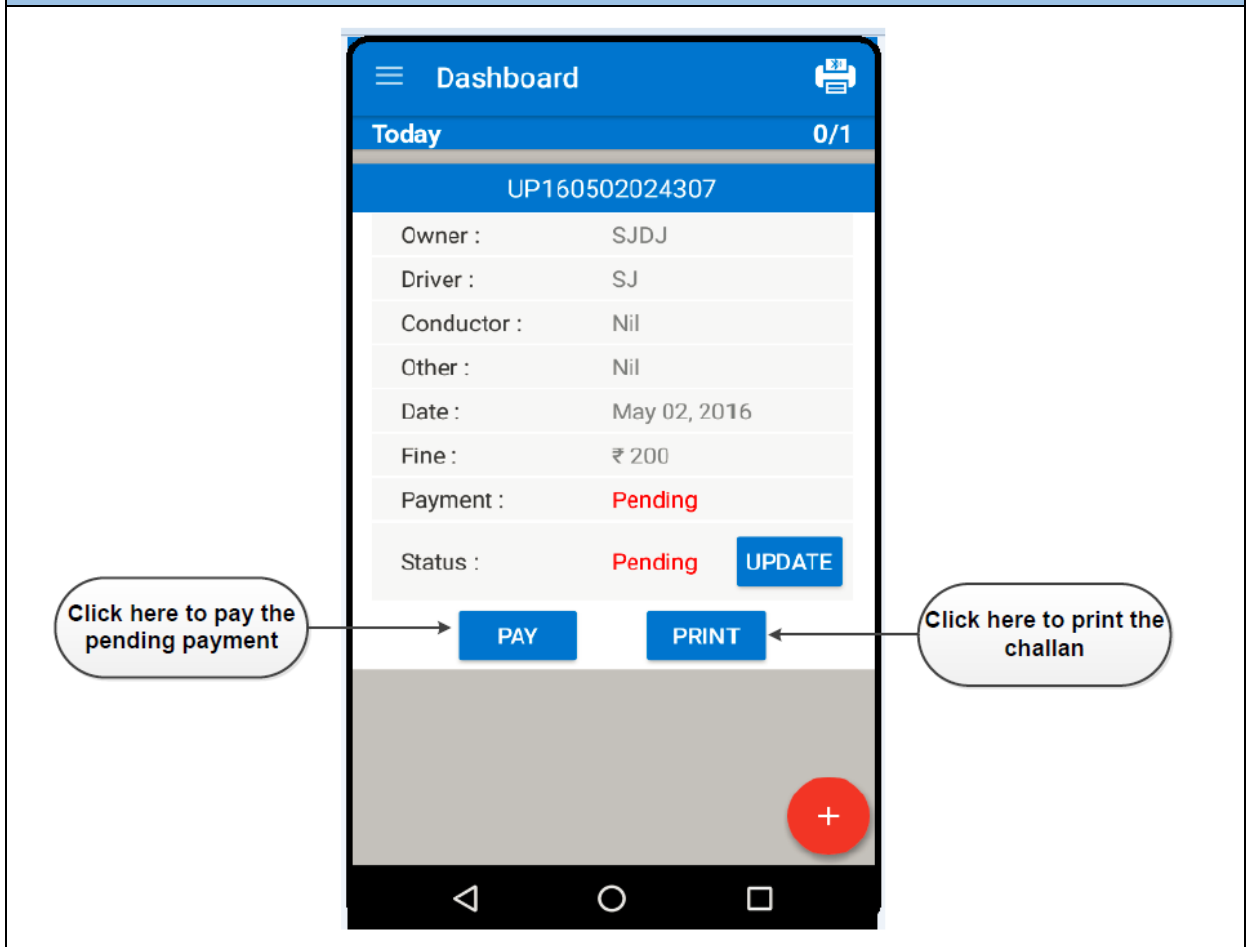 Dashboard
Today 0/1
UP160502024307
Owner : SJDJ
Driver : SJ
Conductor : Nil
Other : Nil
Date : May 02, 2016
Fine : ₹ 200
Payment : Pending
Status : Pending UPDATE
Click here to pay the
pending payment
PAY PRINT
Click here to print the
challan
+